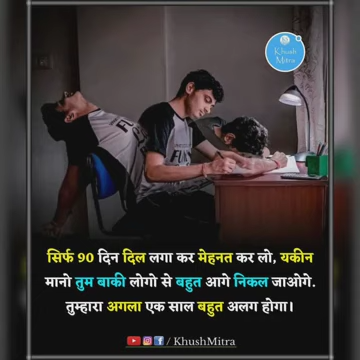 Khush
Mitra
सिर्फ 90 दिन दिल लगा कर मेहनत कर लो, यकीन
मानो तुम बाकी लोगो से बहुत आगे निकल जाओगे.
तुम्हारा अगला एक साल बहुत अलग होगा।
/ KhushMitra